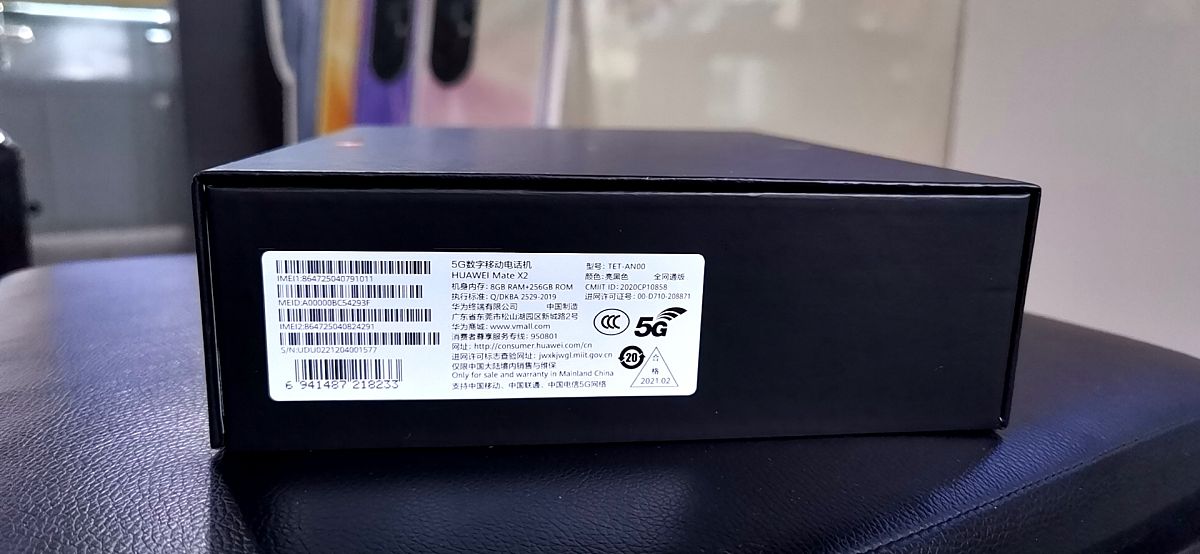 IMEI1:864725040791011
MEID:A00000BC54293F
IMEI2:864725040824291
S/N:UDU0221204001577
6 941487 218233
5G数字移动电话机
HUAWEI Mate X2
机身内存: 8GB RAM+256GB ROM
执行标准: Q/DKBA 2529-2019
华为终端有限公司 中国制造
广东省东莞市松山湖园区新城路2号
华为商城: www.vmall.com
消费者尊享服务专线: 950801
网址: http://consumer.huawei.com/cn
进网许可标志查验网址: jwxkjwgl.miit.gov.cn
仅限中国大陆境内销售与维保
Only for sale and warranty in Mainland China
支持中国移动、中国联通、中国电信5G网络
型号: TET-AN00
颜色: 亮黑色 全网通版
CMIIT ID: 2020CP10858
进网许可证号: 00-D710-208871
CCC
5G
20
合
格
2021.02